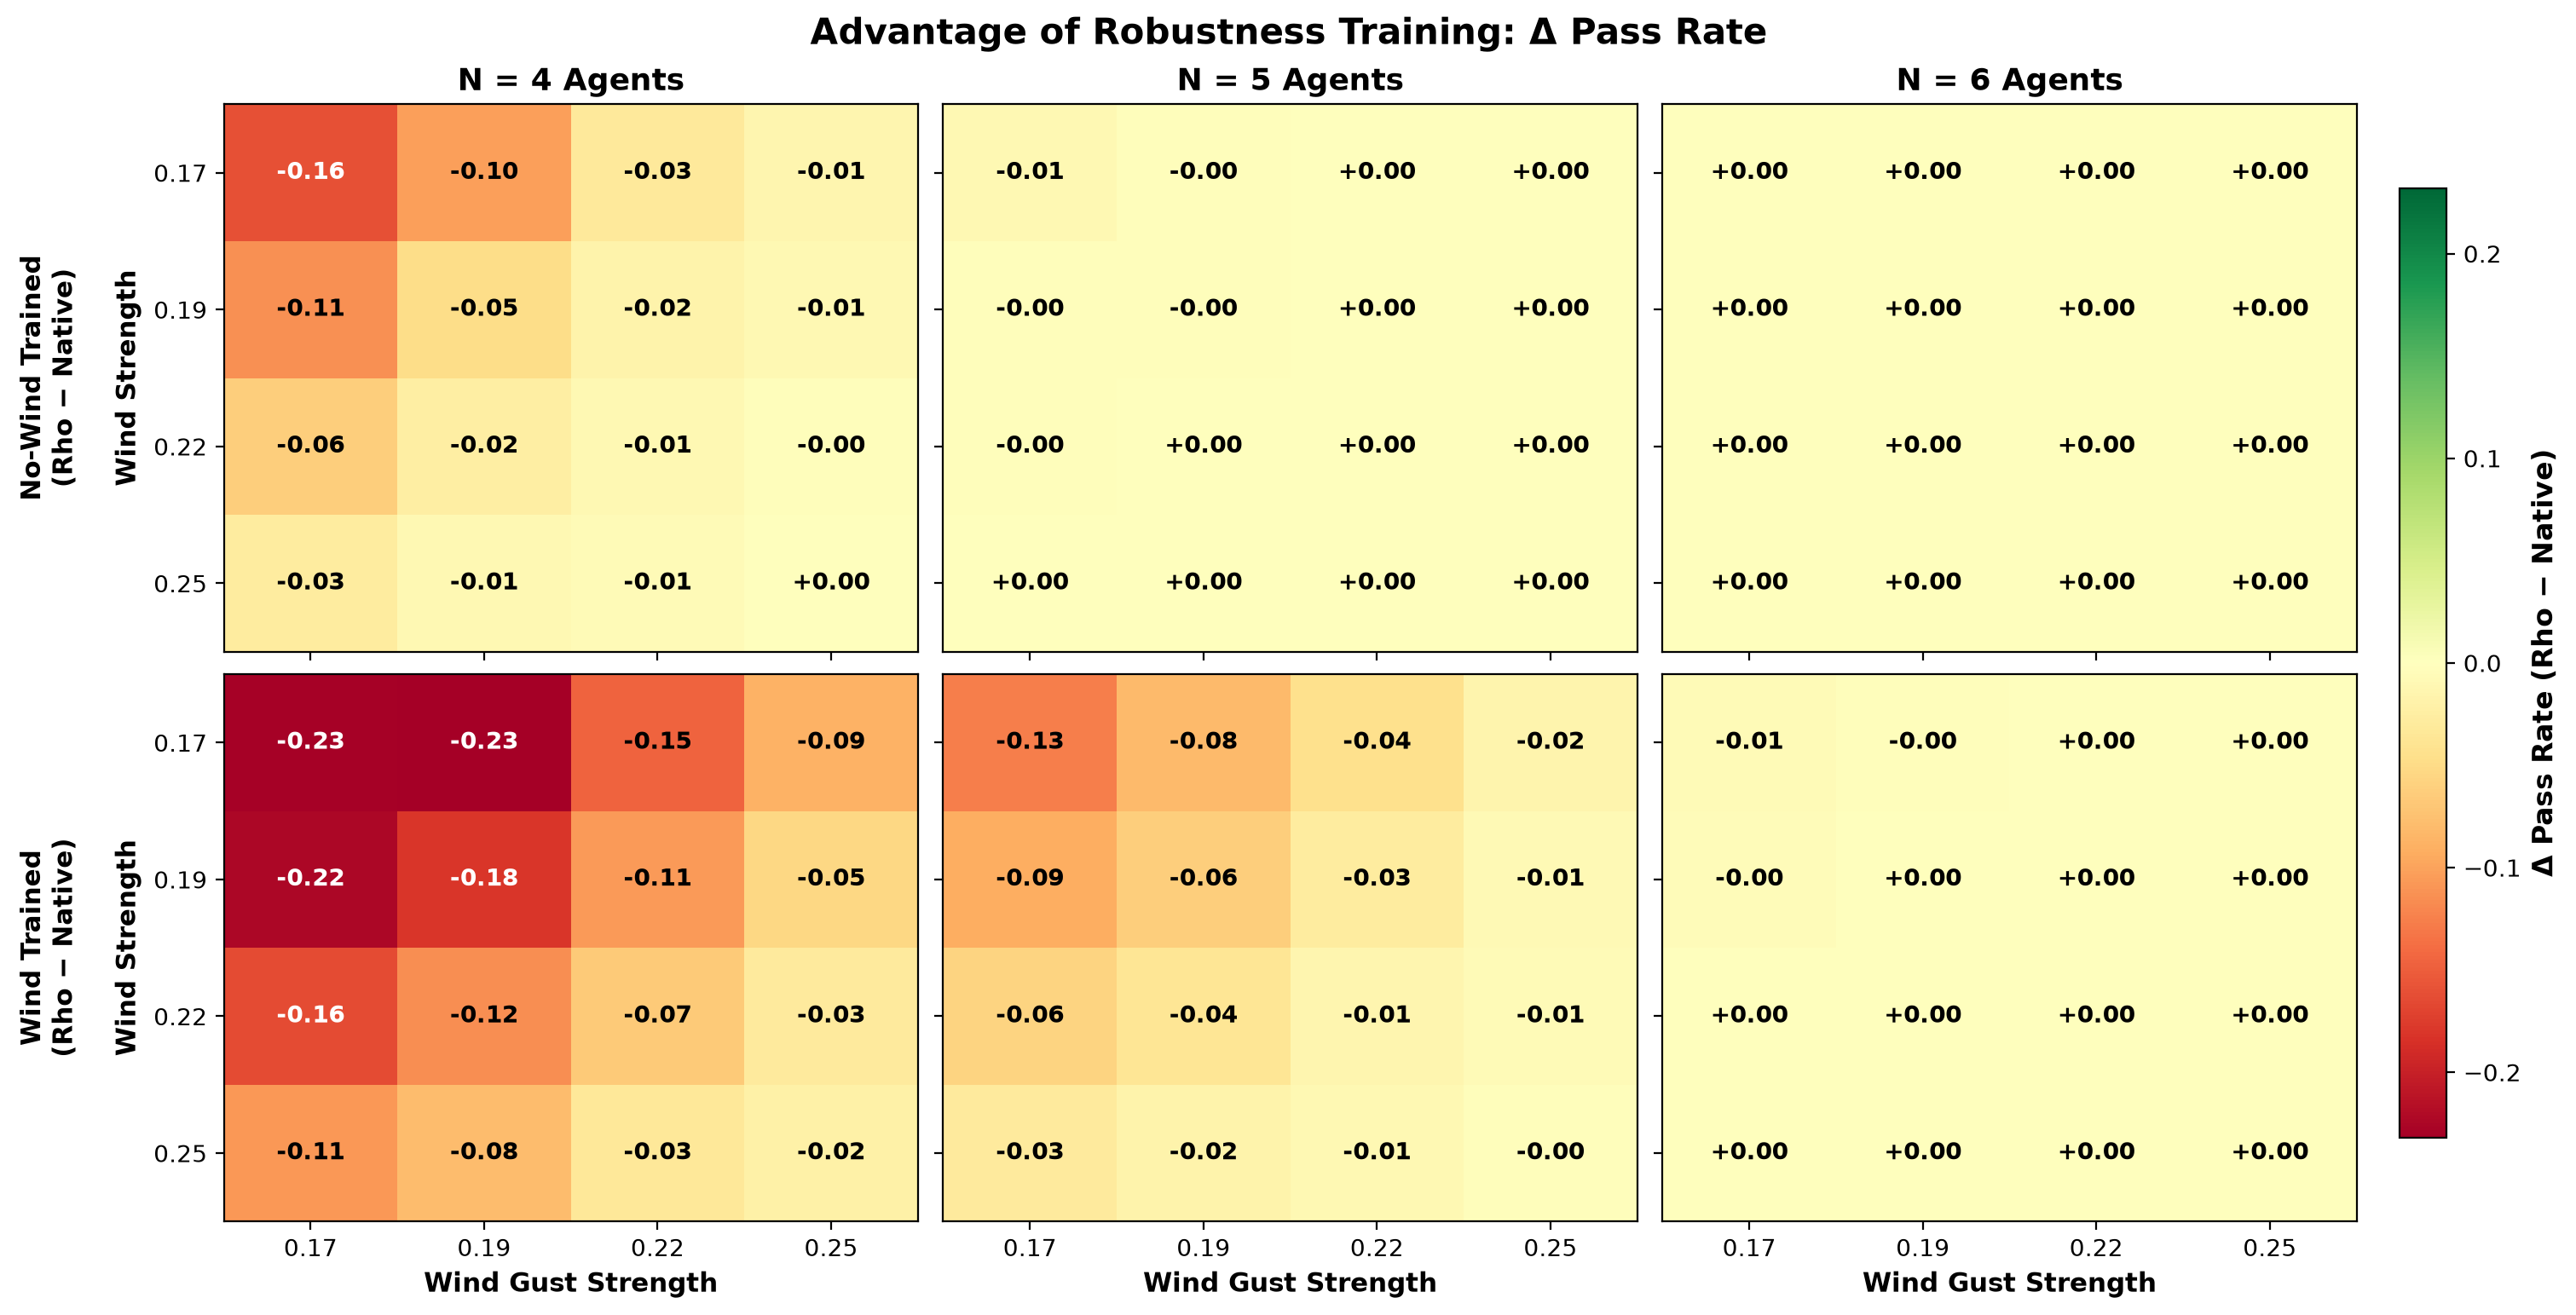 Advantage of Robustness Training: Δ Pass Rate
N = 4 Agents
N = 5 Agents
N = 6 Agents
No-Wind Trained
(Rho − Native)
Wind Strength
0.17
-0.16 -0.10 -0.03 -0.01
-0.01 -0.00 +0.00 +0.00
+0.00 +0.00 +0.00 +0.00
0.19
-0.11 -0.05 -0.02 -0.01
-0.00 -0.00 +0.00 +0.00
+0.00 +0.00 +0.00 +0.00
0.22
-0.06 -0.02 -0.01 -0.00
-0.00 +0.00 +0.00 +0.00
+0.00 +0.00 +0.00 +0.00
0.25
-0.03 -0.01 -0.01 +0.00
+0.00 +0.00 +0.00 +0.00
+0.00 +0.00 +0.00 +0.00
Wind Trained
(Rho − Native)
Wind Strength
0.17
-0.23 -0.23 -0.15 -0.09
-0.13 -0.08 -0.04 -0.02
-0.01 -0.00 +0.00 +0.00
0.19
-0.22 -0.18 -0.11 -0.05
-0.09 -0.06 -0.03 -0.01
-0.00 +0.00 +0.00 +0.00
0.22
-0.16 -0.12 -0.07 -0.03
-0.06 -0.04 -0.01 -0.01
+0.00 +0.00 +0.00 +0.00
0.25
-0.11 -0.08 -0.03 -0.02
-0.03 -0.02 -0.01 -0.00
+0.00 +0.00 +0.00 +0.00
0.17 0.19 0.22 0.25
0.17 0.19 0.22 0.25
0.17 0.19 0.22 0.25
Wind Gust Strength
Wind Gust Strength
Wind Gust Strength
0.2
0.1
0.0
−0.1
−0.2
Δ Pass Rate (Rho − Native)